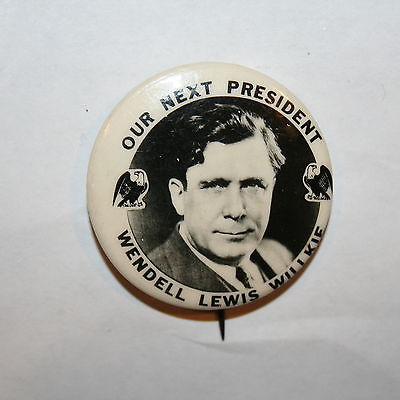 OUR NEXT PRESIDENT
WENDELL LEWIS WILLKIE